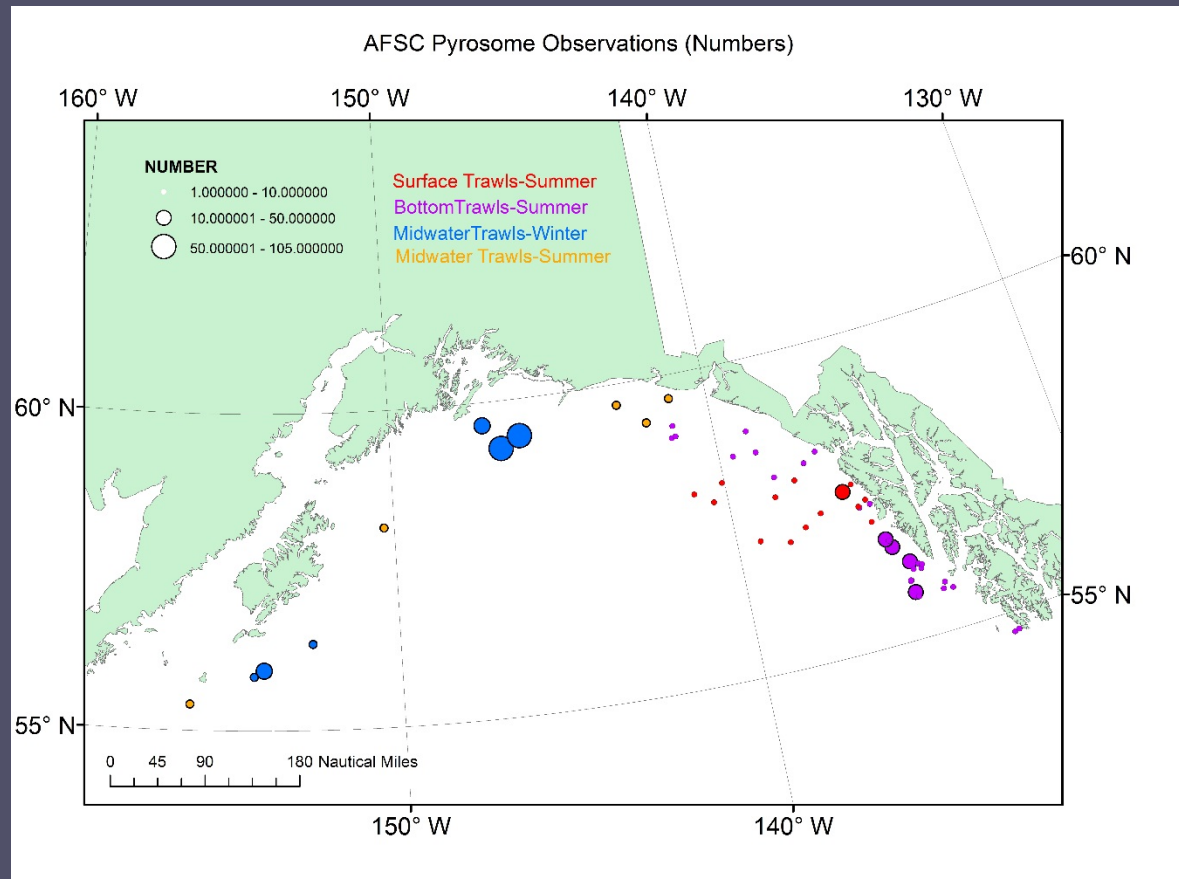 AFSC Pyrosome Observations (Numbers)
160° W 150° W 140° W 130° W
NUMBER
1.000000 - 10.000000
10.000001 - 50.000000
50.000001 - 105.000000
Surface Trawls-Summer
BottomTrawls-Summer
MidwaterTrawls-Winter
Midwater Trawls-Summer
60° N
60° N
55° N
55° N
0 45 90 180 Nautical Miles
150° W 140° W